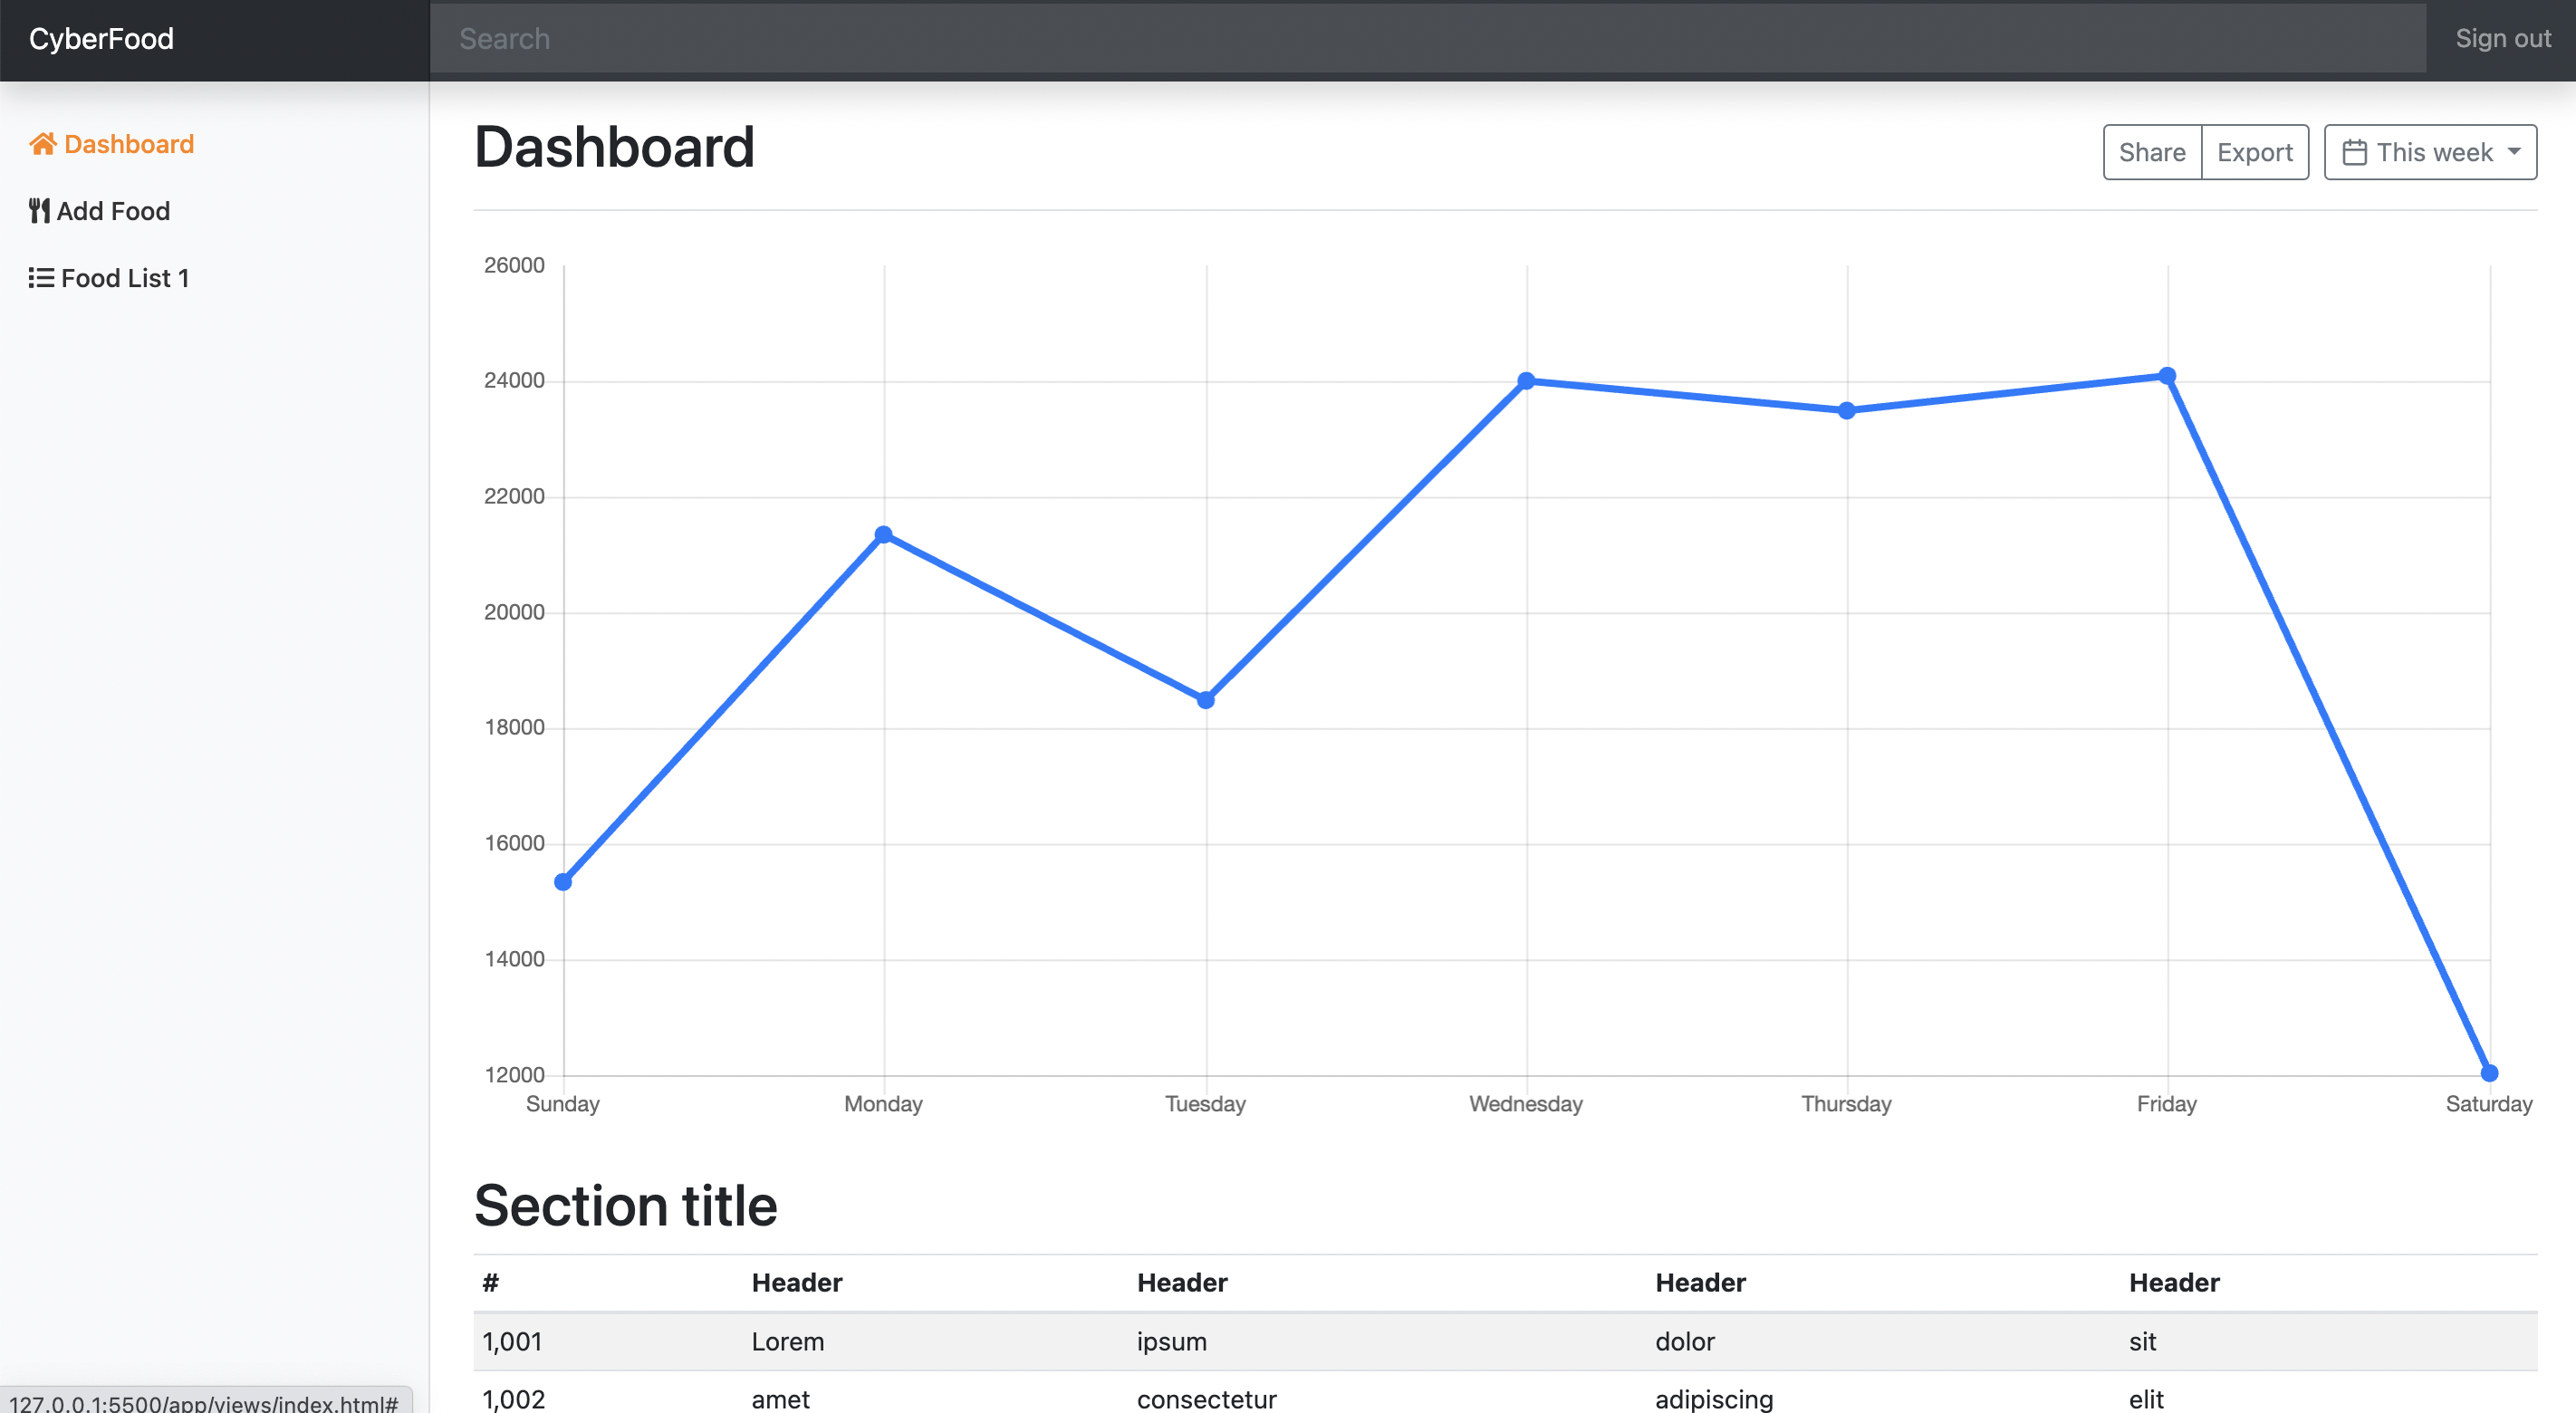 CyberFood
Search
Sign out
Dashboard
Add Food
Food List 1
Dashboard
Share
Export
This week
26000
24000
22000
20000
18000
16000
14000
12000
Sunday Monday Tuesday Wednesday Thursday Friday Saturday
Section title
# Header Header Header Header
1,001 Lorem ipsum dolor sit
1,002 amet consectetur adipiscing elit
127.0.0.1:5500/app/views/index.html#